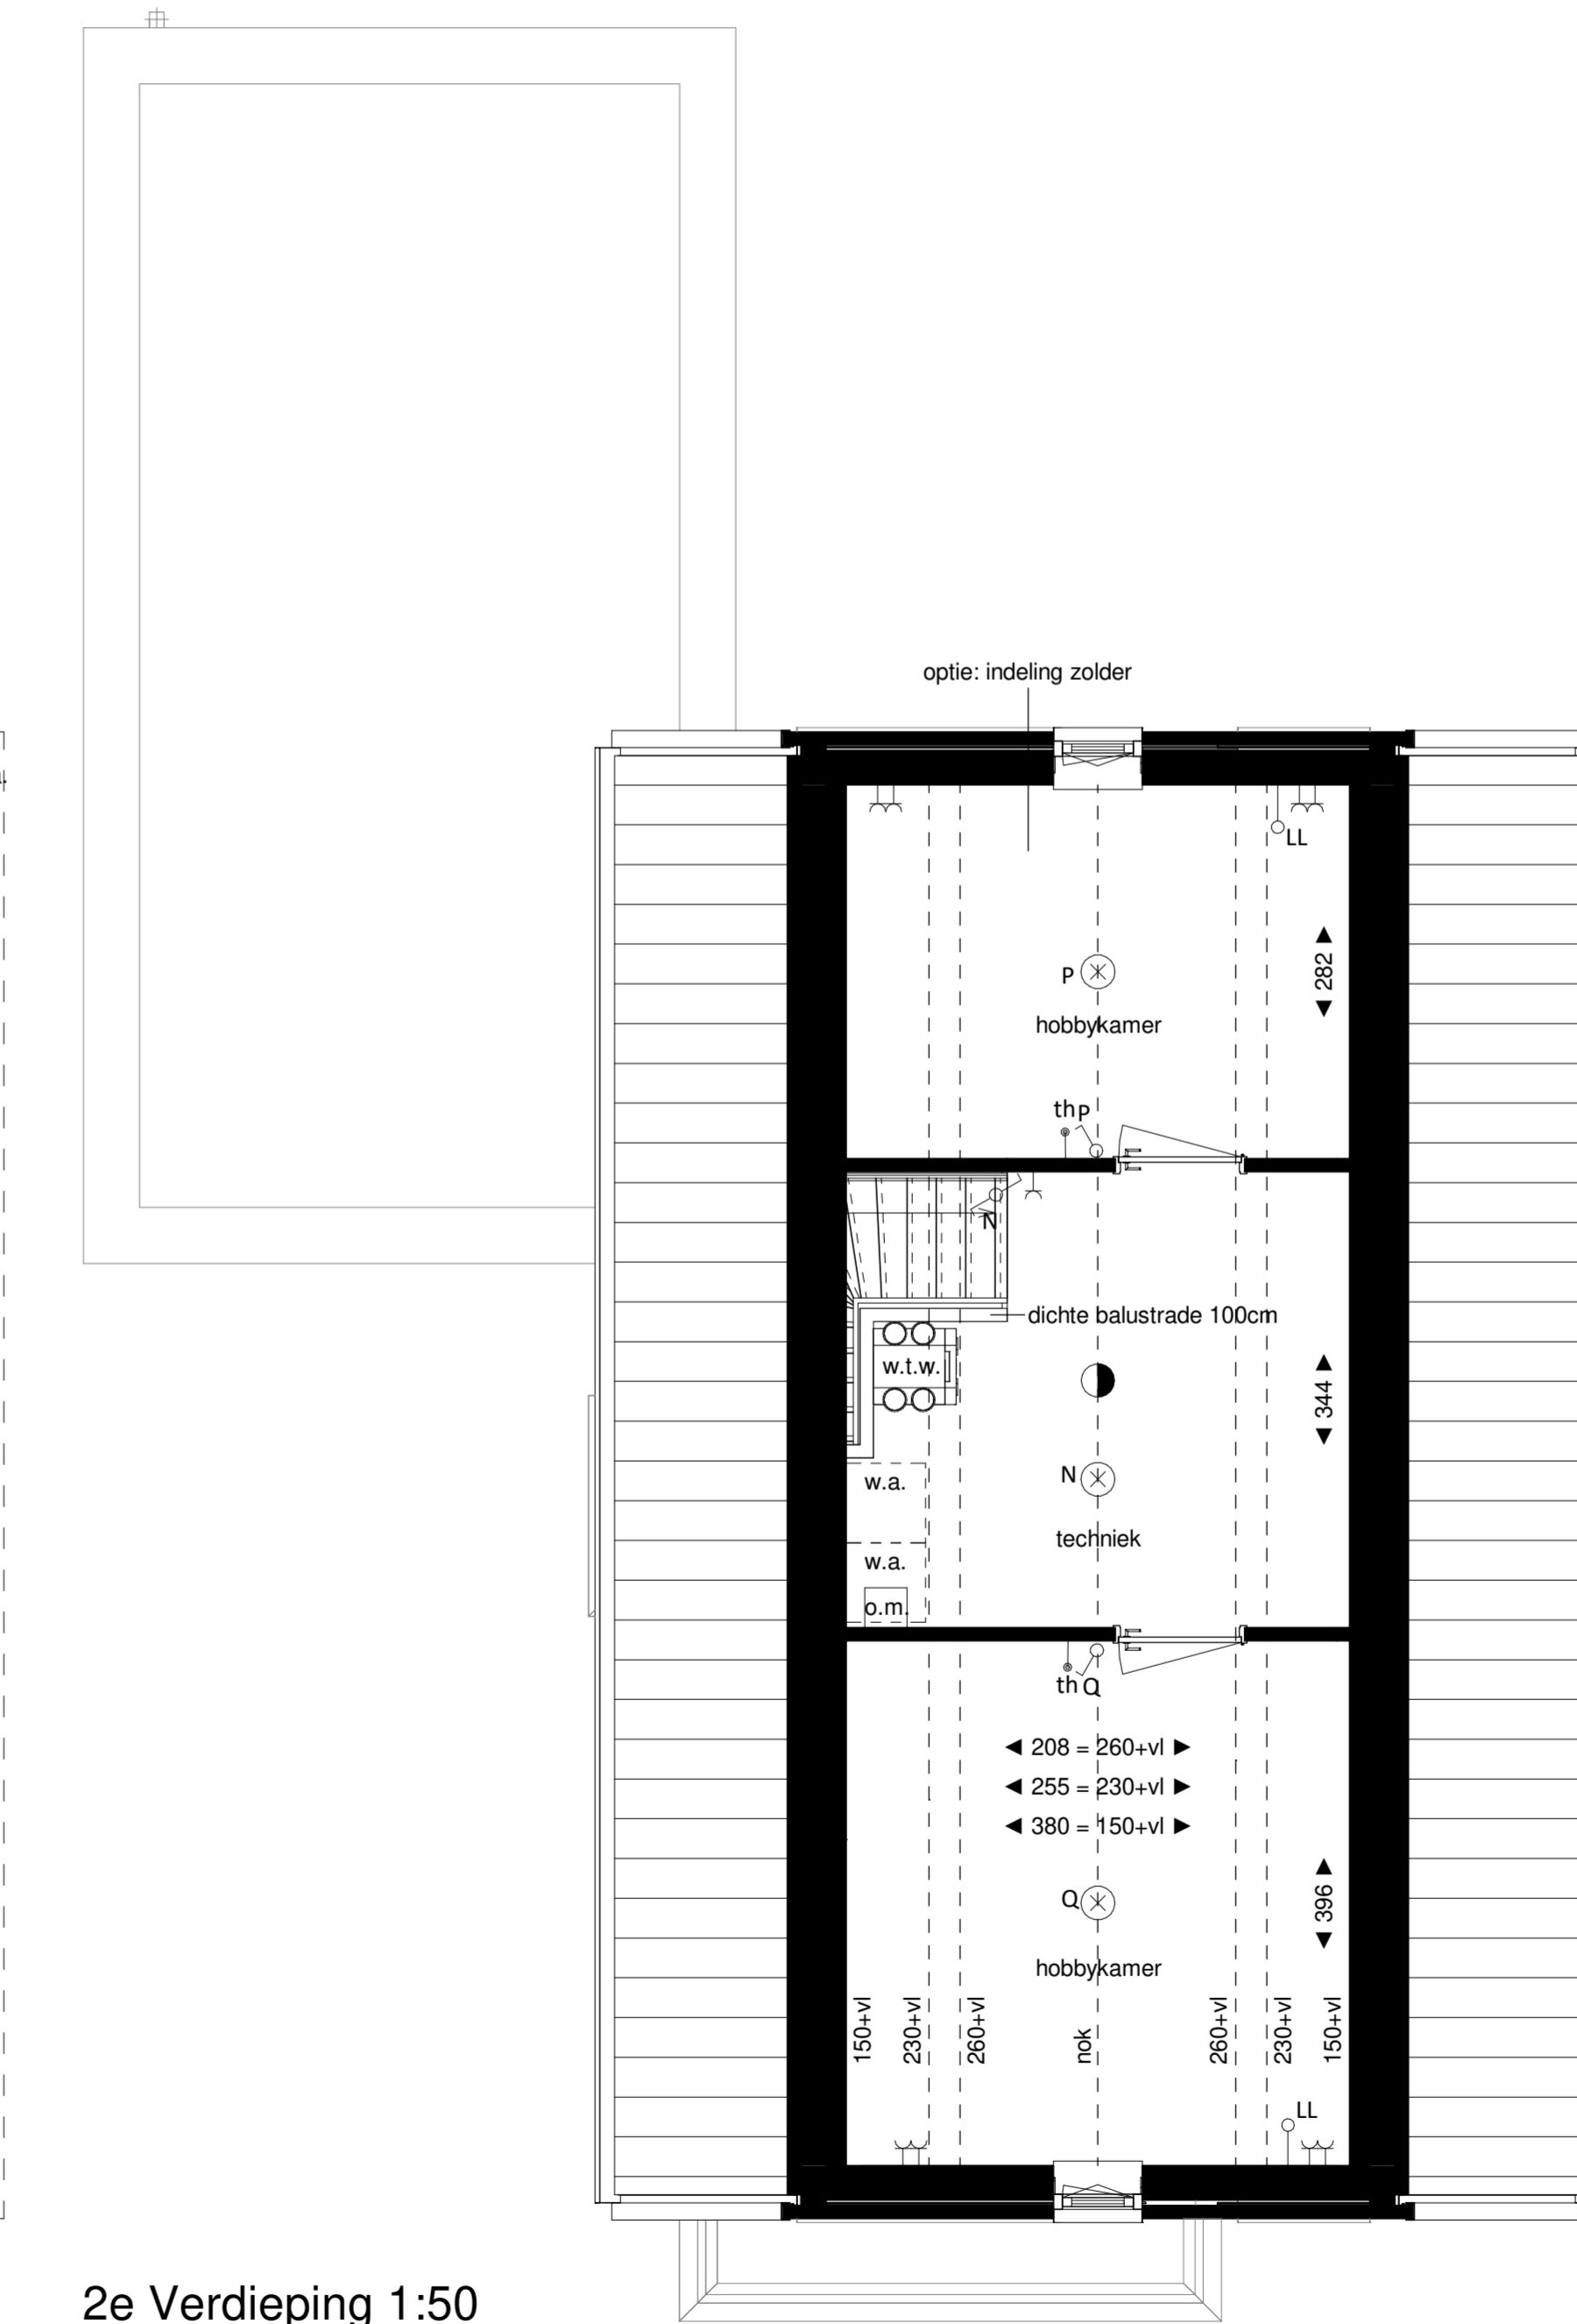 optie: indeling zolder
LL
◄ 282 ►
P
hobbykamer
th P
N
dichte balustrade 100cm
w.t.w.
◄ 344 ►
N
w.a.
techniek
w.a.
o.m.
th Q
◄ 208 = 260+vl ►
◄ 255 = 230+vl ►
◄ 380 = 150+vl ►
Q
◄ 396 ►
hobbykamer
150+vl
230+vl
260+vl
nok
260+vl
230+vl
150+vl
LL
2e Verdieping 1:50